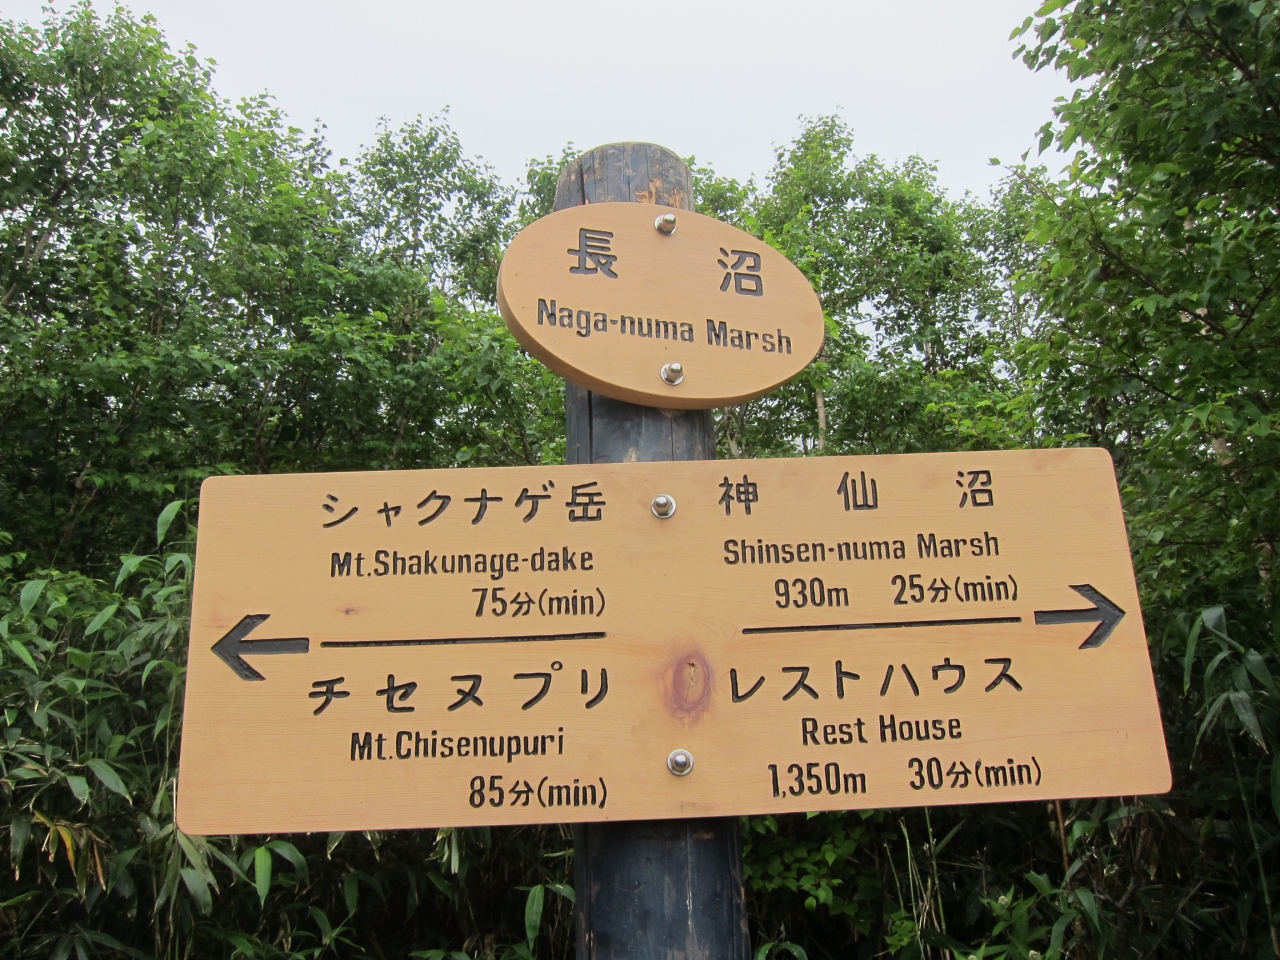 長沼
Naga-numa Marsh
シャクナゲ岳
Mt.Shakunage-dake
75分(min)
チセヌプリ
Mt.Chisenupuri
85分(min)
神仙沼
Shinsen-numa Marsh
930m 25分(min)
レストハウス
Rest House
1,350m 30分(min)